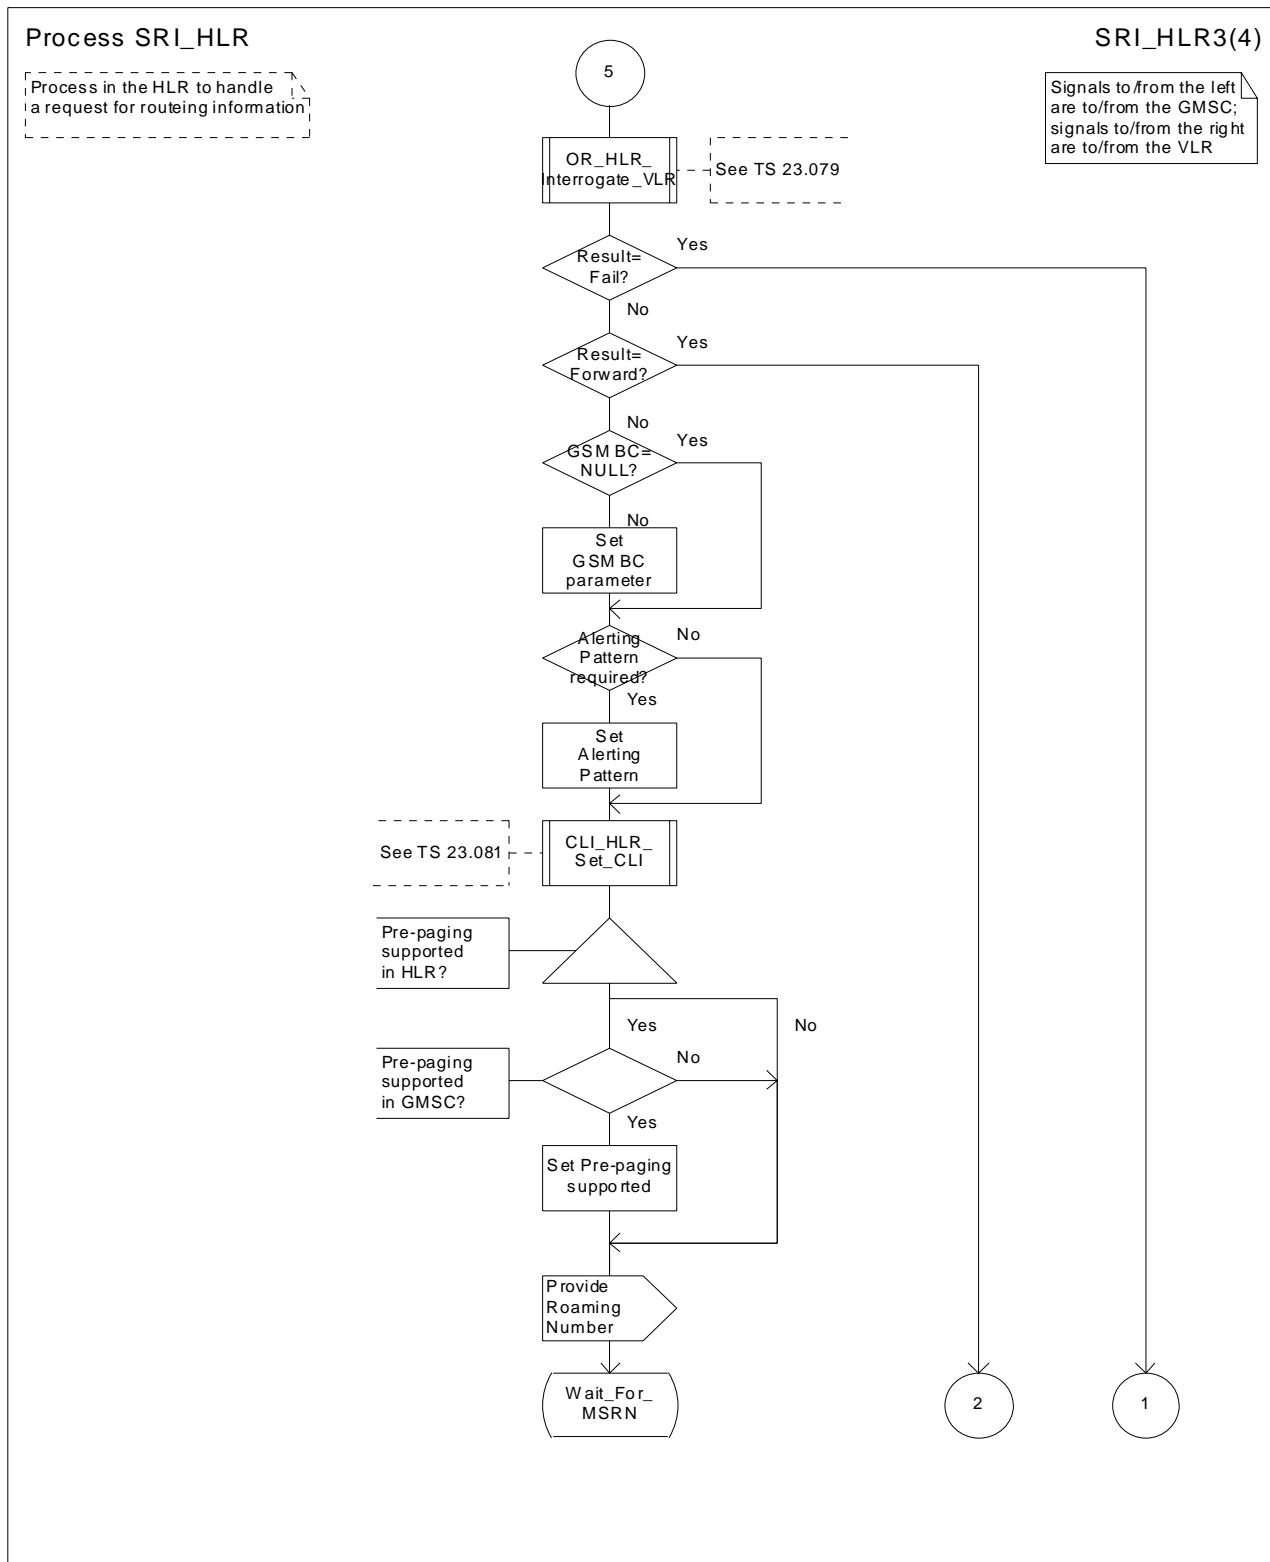 Process SRI_HLR
SRI_HLR3(4)
Process in the HLR to handle
a request for routeing information
Signals to/from the left
are to/from the GMSC;
signals to/from the right
are to/from the VLR
5
OR_HLR_
Interrogate_VLR
See TS 23.079
Result=
Fail?
Yes
No
Result=
Forward?
Yes
No
GSM BC=
NULL?
Yes
No
Set
GSM BC
parameter
Alerting
Pattern
required?
No
Yes
Set
Alerting
Pattern
See TS 23.081
CLI_HLR_
Set_CLI
Pre-paging
supported
in HLR?
Yes
No
Pre-paging
supported
in GMSC?
No
Yes
Set Pre-paging
supported
Provide
Roaming
Number
Wait_For_
MSRN
2
1